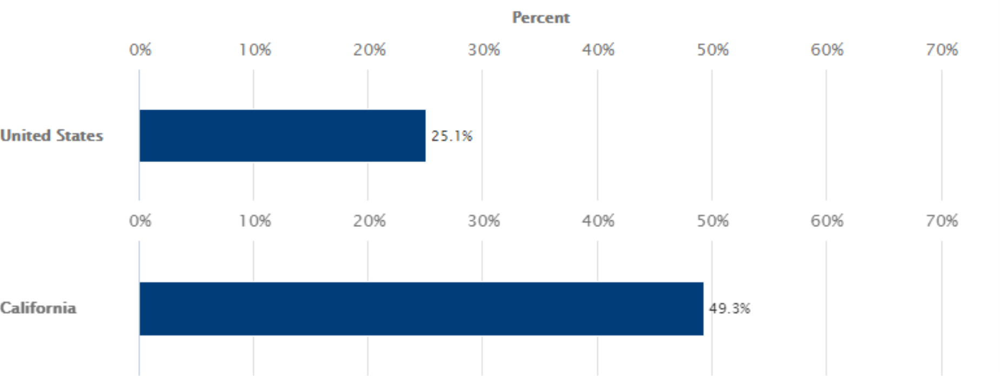 Percent
0% 10% 20% 30% 40% 50% 60% 70%
United States 25.1%
0% 10% 20% 30% 40% 50% 60% 70%
California 49.3%